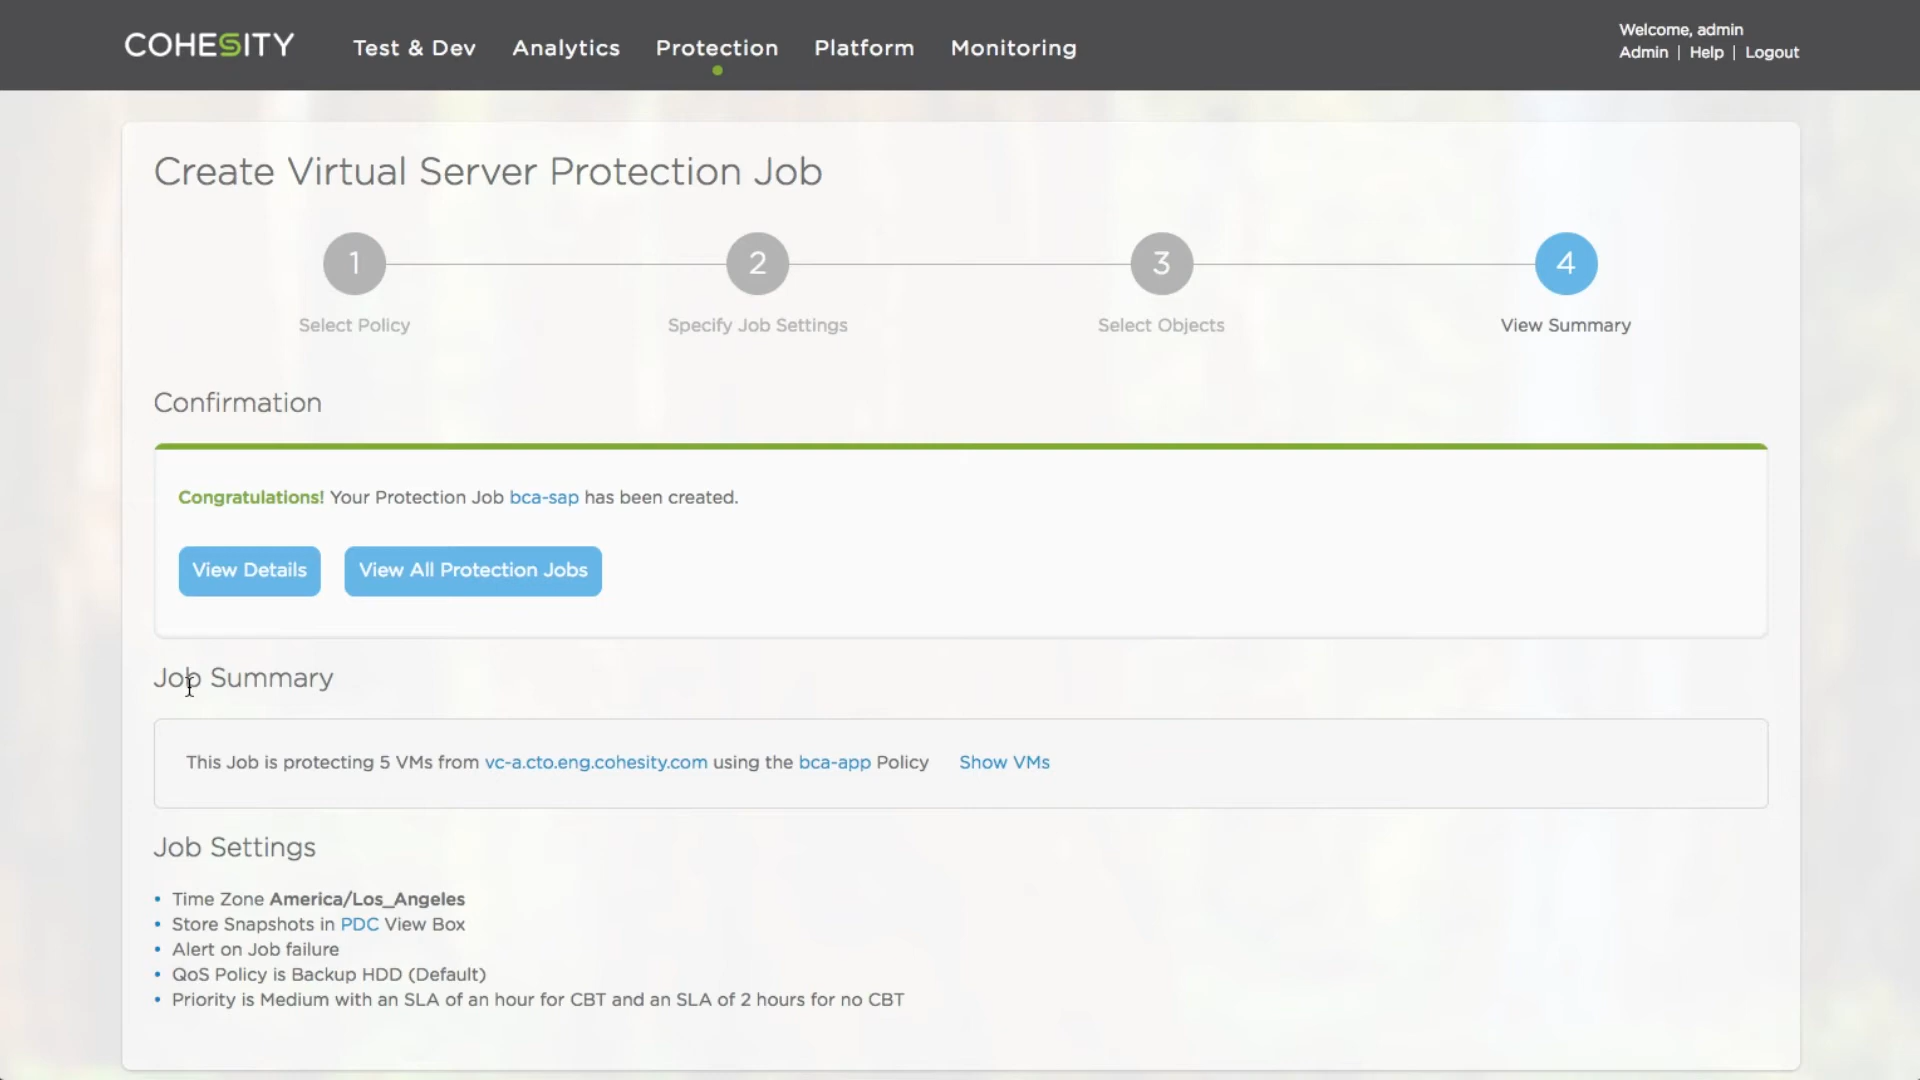 COHESITY
Test & Dev
Analytics
Protection
Platform
Monitoring
Welcome, admin
Admin | Help | Logout
Create Virtual Server Protection Job
1
2
3
4
Select Policy
Specify Job Settings
Select Objects
View Summary
Confirmation
Congratulations! Your Protection Job bca-sap has been created.
View Details
View All Protection Jobs
Job Summary
This Job is protecting 5 VMs from vc-a.cto.eng.cohesity.com using the bca-app Policy Show VMs
Job Settings
• Time Zone America/Los_Angeles
• Store Snapshots in PDC View Box
• Alert on Job failure
• QoS Policy is Backup HDD (Default)
• Priority is Medium with an SLA of an hour for CBT and an SLA of 2 hours for no CBT